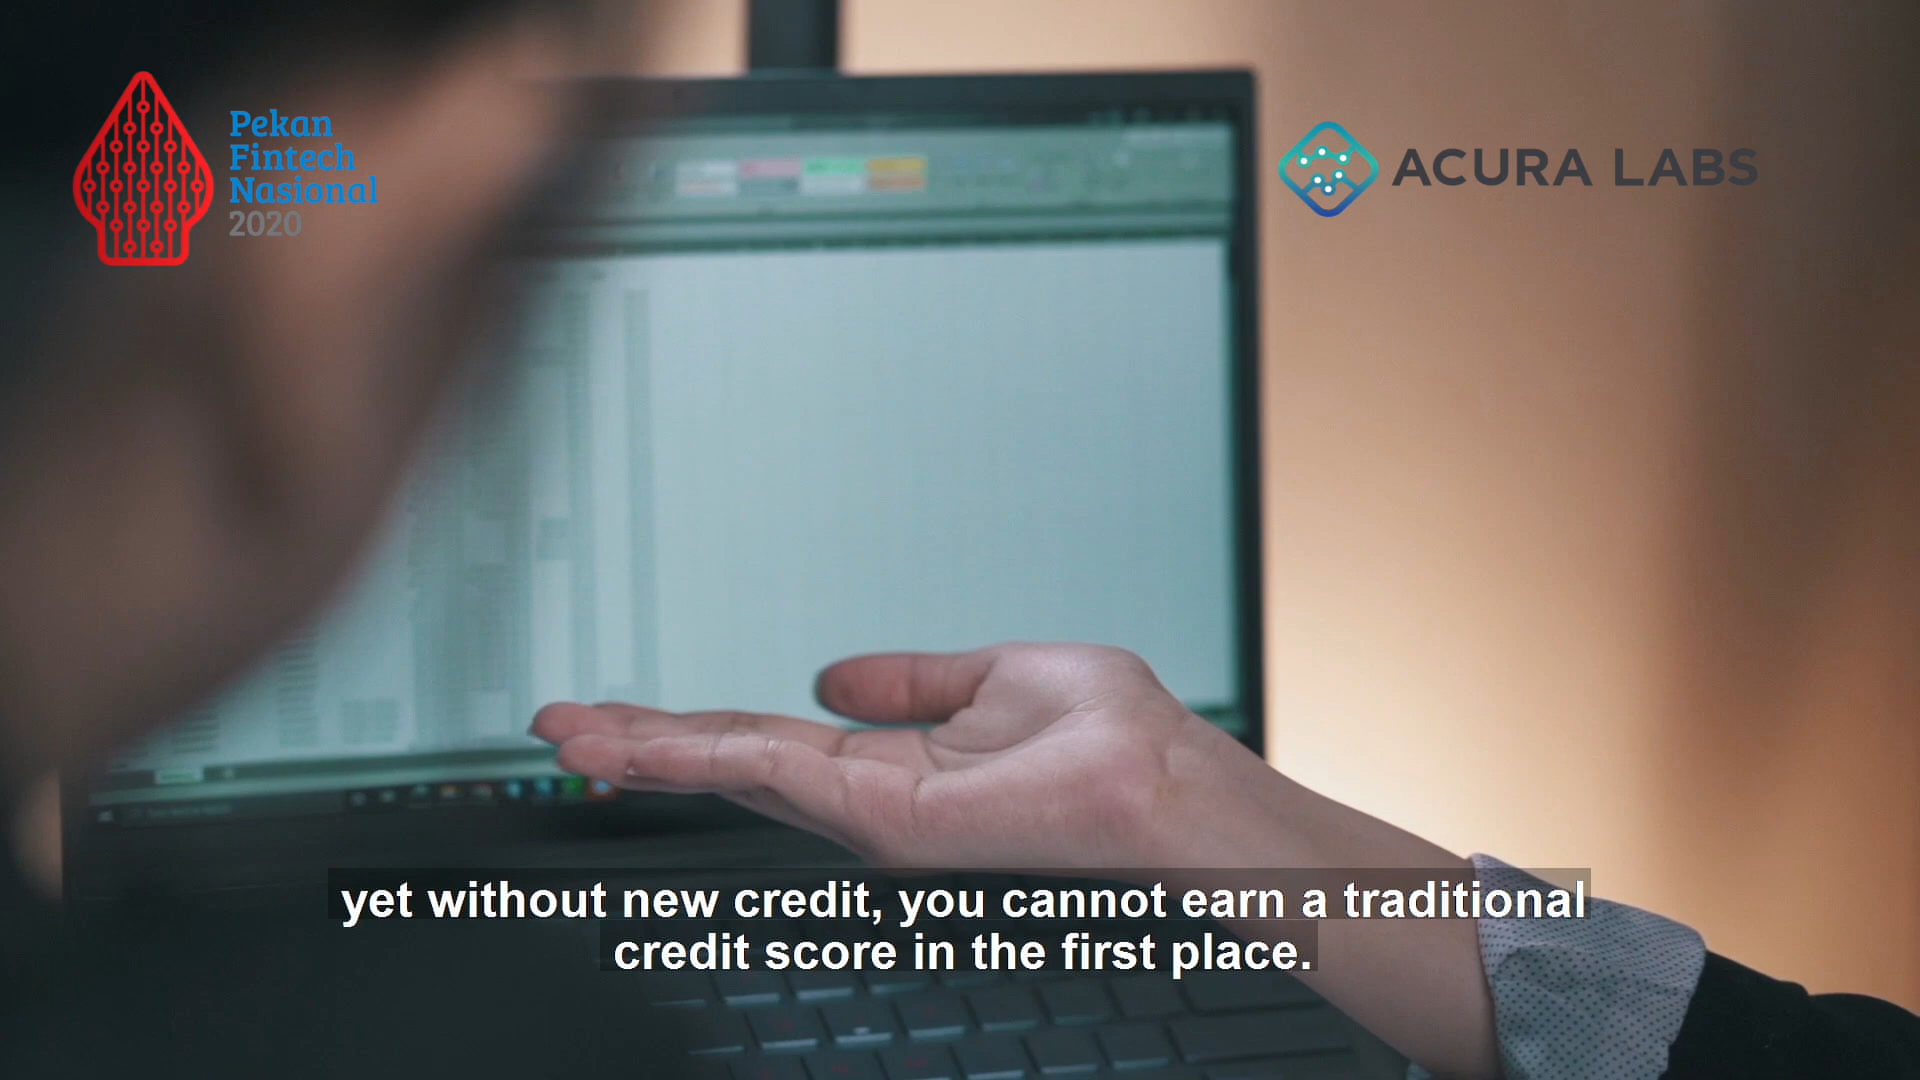 Pekan
Fintech
Nasional
2020
ACURA LABS
yet without new credit, you cannot earn a traditional
credit score in the first place.